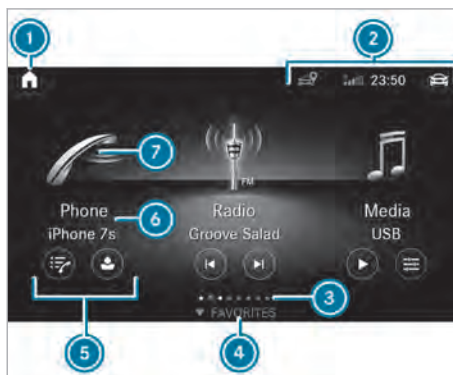 1
2
23:50
7
FM
Phone
6
Radio
Media
iPhone 7s
Groove Salad
USB
3
FAVORITES
5
4